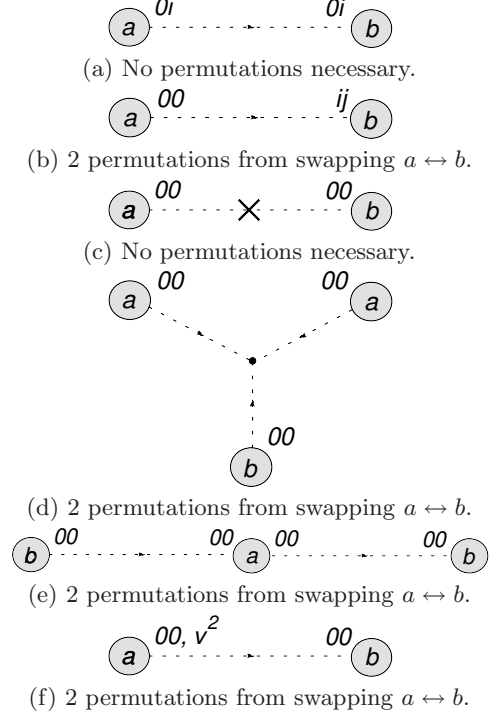 0i 0i
a b
(a) No permutations necessary.
00 ij
a b
(b) 2 permutations from swapping a ↔ b.
00 00
a b
(c) No permutations necessary.
00 00
a a
00
b
(d) 2 permutations from swapping a ↔ b.
00 00 00 00
b a b
(e) 2 permutations from swapping a ↔ b.
00, v² 00
a b
(f) 2 permutations from swapping a ↔ b.